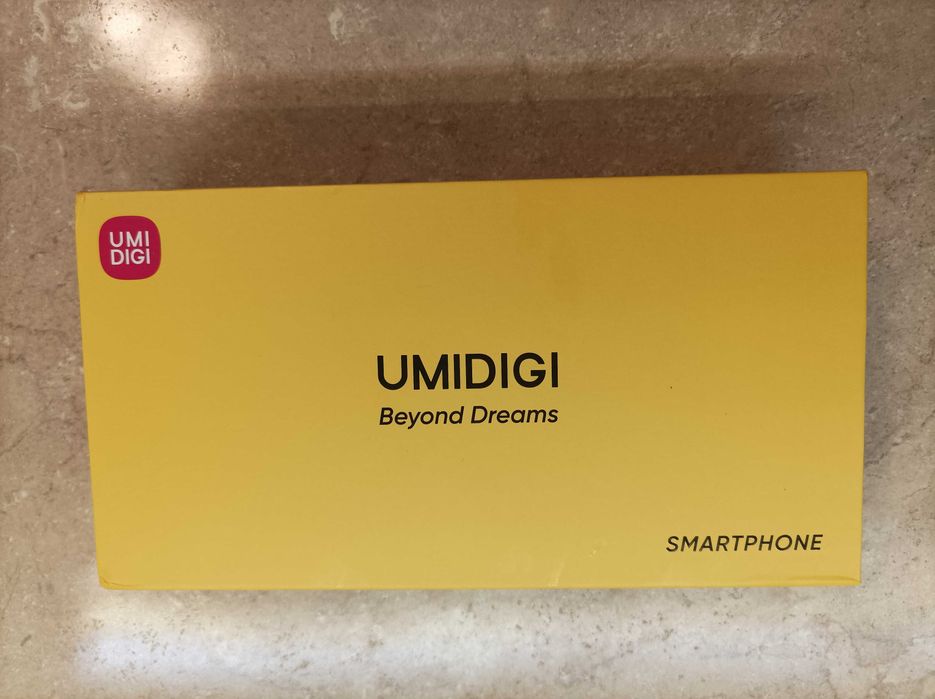 UMI
DIGI
UMIDIGI
Beyond Dreams
SMARTPHONE